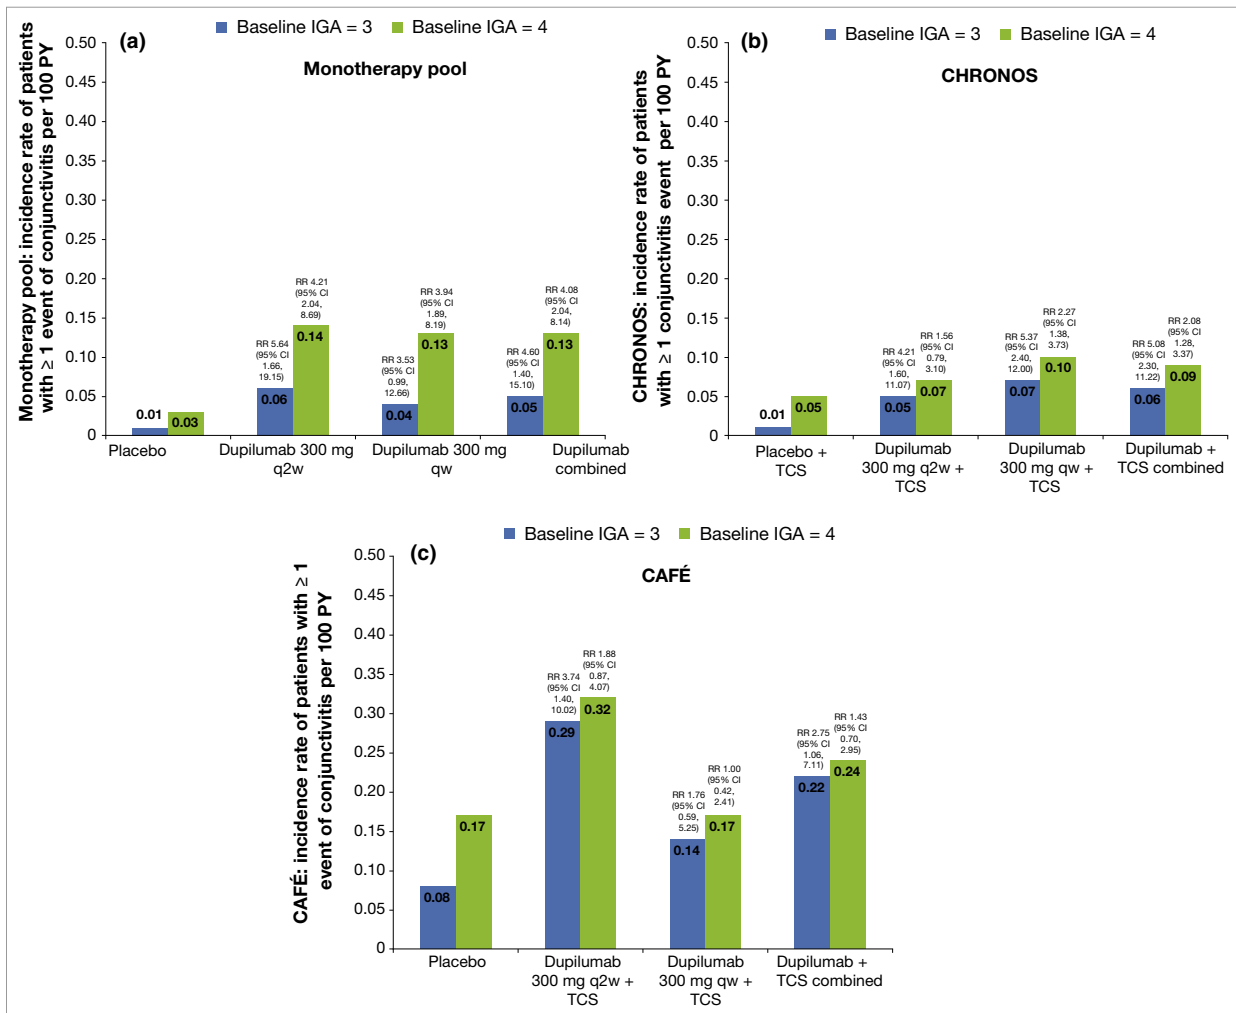 (a)
Baseline IGA = 3
Baseline IGA = 4
Monotherapy pool
Monotherapy pool: incidence rate of patients
with ≥ 1 event of conjunctivitis per 100 PY
0.50
0.45
0.40
0.35
0.30
0.25
0.20
0.15
0.10
0.05
0
0.01
0.03
RR 5.64
(95% CI
1.66,
19.15)
0.06
RR 4.21
(95% CI
2.04,
8.69)
0.14
RR 3.53
(95% CI
0.99,
12.66)
0.04
RR 3.94
(95% CI
1.89,
8.19)
0.13
RR 4.60
(95% CI
1.40,
15.10)
0.05
RR 4.08
(95% CI
2.04,
8.14)
0.13
Placebo
Dupilumab 300 mg
q2w
Dupilumab 300 mg
qw
Dupilumab
combined
(b)
Baseline IGA = 3
Baseline IGA = 4
CHRONOS
CHRONOS: incidence rate of patients
with ≥ 1 conjunctivitis event per 100 PY
0.50
0.45
0.40
0.35
0.30
0.25
0.20
0.15
0.10
0.05
0
0.01
0.05
RR 4.21
(95% CI
1.60,
11.07)
0.05
RR 1.56
(95% CI
0.79,
3.10)
0.07
RR 5.37
(95% CI
2.40,
12.00)
0.07
RR 2.27
(95% CI
1.38,
3.73)
0.10
RR 5.08
(95% CI
2.30,
11.22)
0.06
RR 2.08
(95% CI
1.28,
3.37)
0.09
Placebo +
TCS
Dupilumab
300 mg q2w +
TCS
Dupilumab
300 mg qw +
TCS
Dupilumab +
TCS combined
(c)
Baseline IGA = 3
Baseline IGA = 4
CAFÉ
CAFÉ: incidence rate of patients with ≥ 1
event of conjunctivitis per 100 PY
0.50
0.45
0.40
0.35
0.30
0.25
0.20
0.15
0.10
0.05
0
0.08
0.17
RR 3.74
(95% CI
1.40,
10.02)
0.29
RR 1.88
(95% CI
0.87,
4.07)
0.32
RR 1.76
(95% CI
0.59,
5.25)
0.14
RR 1.00
(95% CI
0.42,
2.41)
0.17
RR 2.75
(95% CI
1.06,
7.11)
0.22
RR 1.43
(95% CI
0.70,
2.95)
0.24
Placebo
Dupilumab
300 mg q2w +
TCS
Dupilumab
300 mg qw +
TCS
Dupilumab +
TCS combined